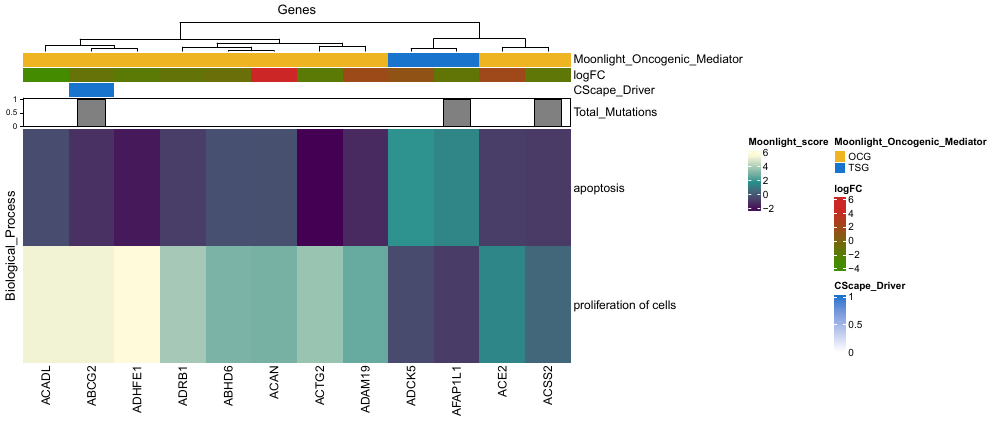 Genes
Moonlight_Oncogenic_Mediator
logFC
CScape_Driver
1
0.5
0
Total_Mutations
Biological_Process
apoptosis
proliferation of cells
ACADL
ABCG2
ADHFE1
ADRB1
ABHD6
ACAN
ACTG2
ADAM19
ADCK5
AFAP1L1
ACE2
ACSS2
Moonlight_score
6
4
2
0
−2
Moonlight_Oncogenic_Mediator
OCG
TSG
logFC
6
4
2
0
−2
−4
CScape_Driver
1
0.5
0